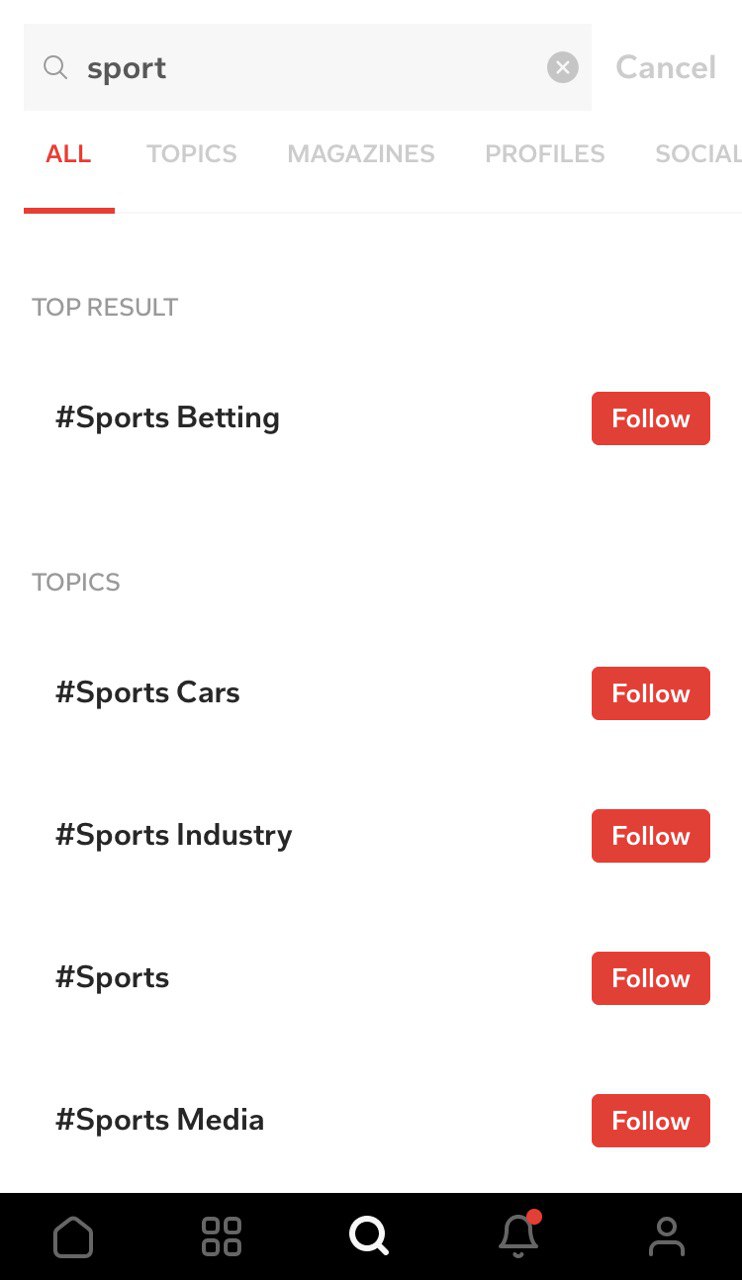 sport
Cancel
ALL TOPICS MAGAZINES PROFILES SOCIAL
TOP RESULT
#Sports Betting
Follow
TOPICS
#Sports Cars
Follow
#Sports Industry
Follow
#Sports
Follow
#Sports Media
Follow